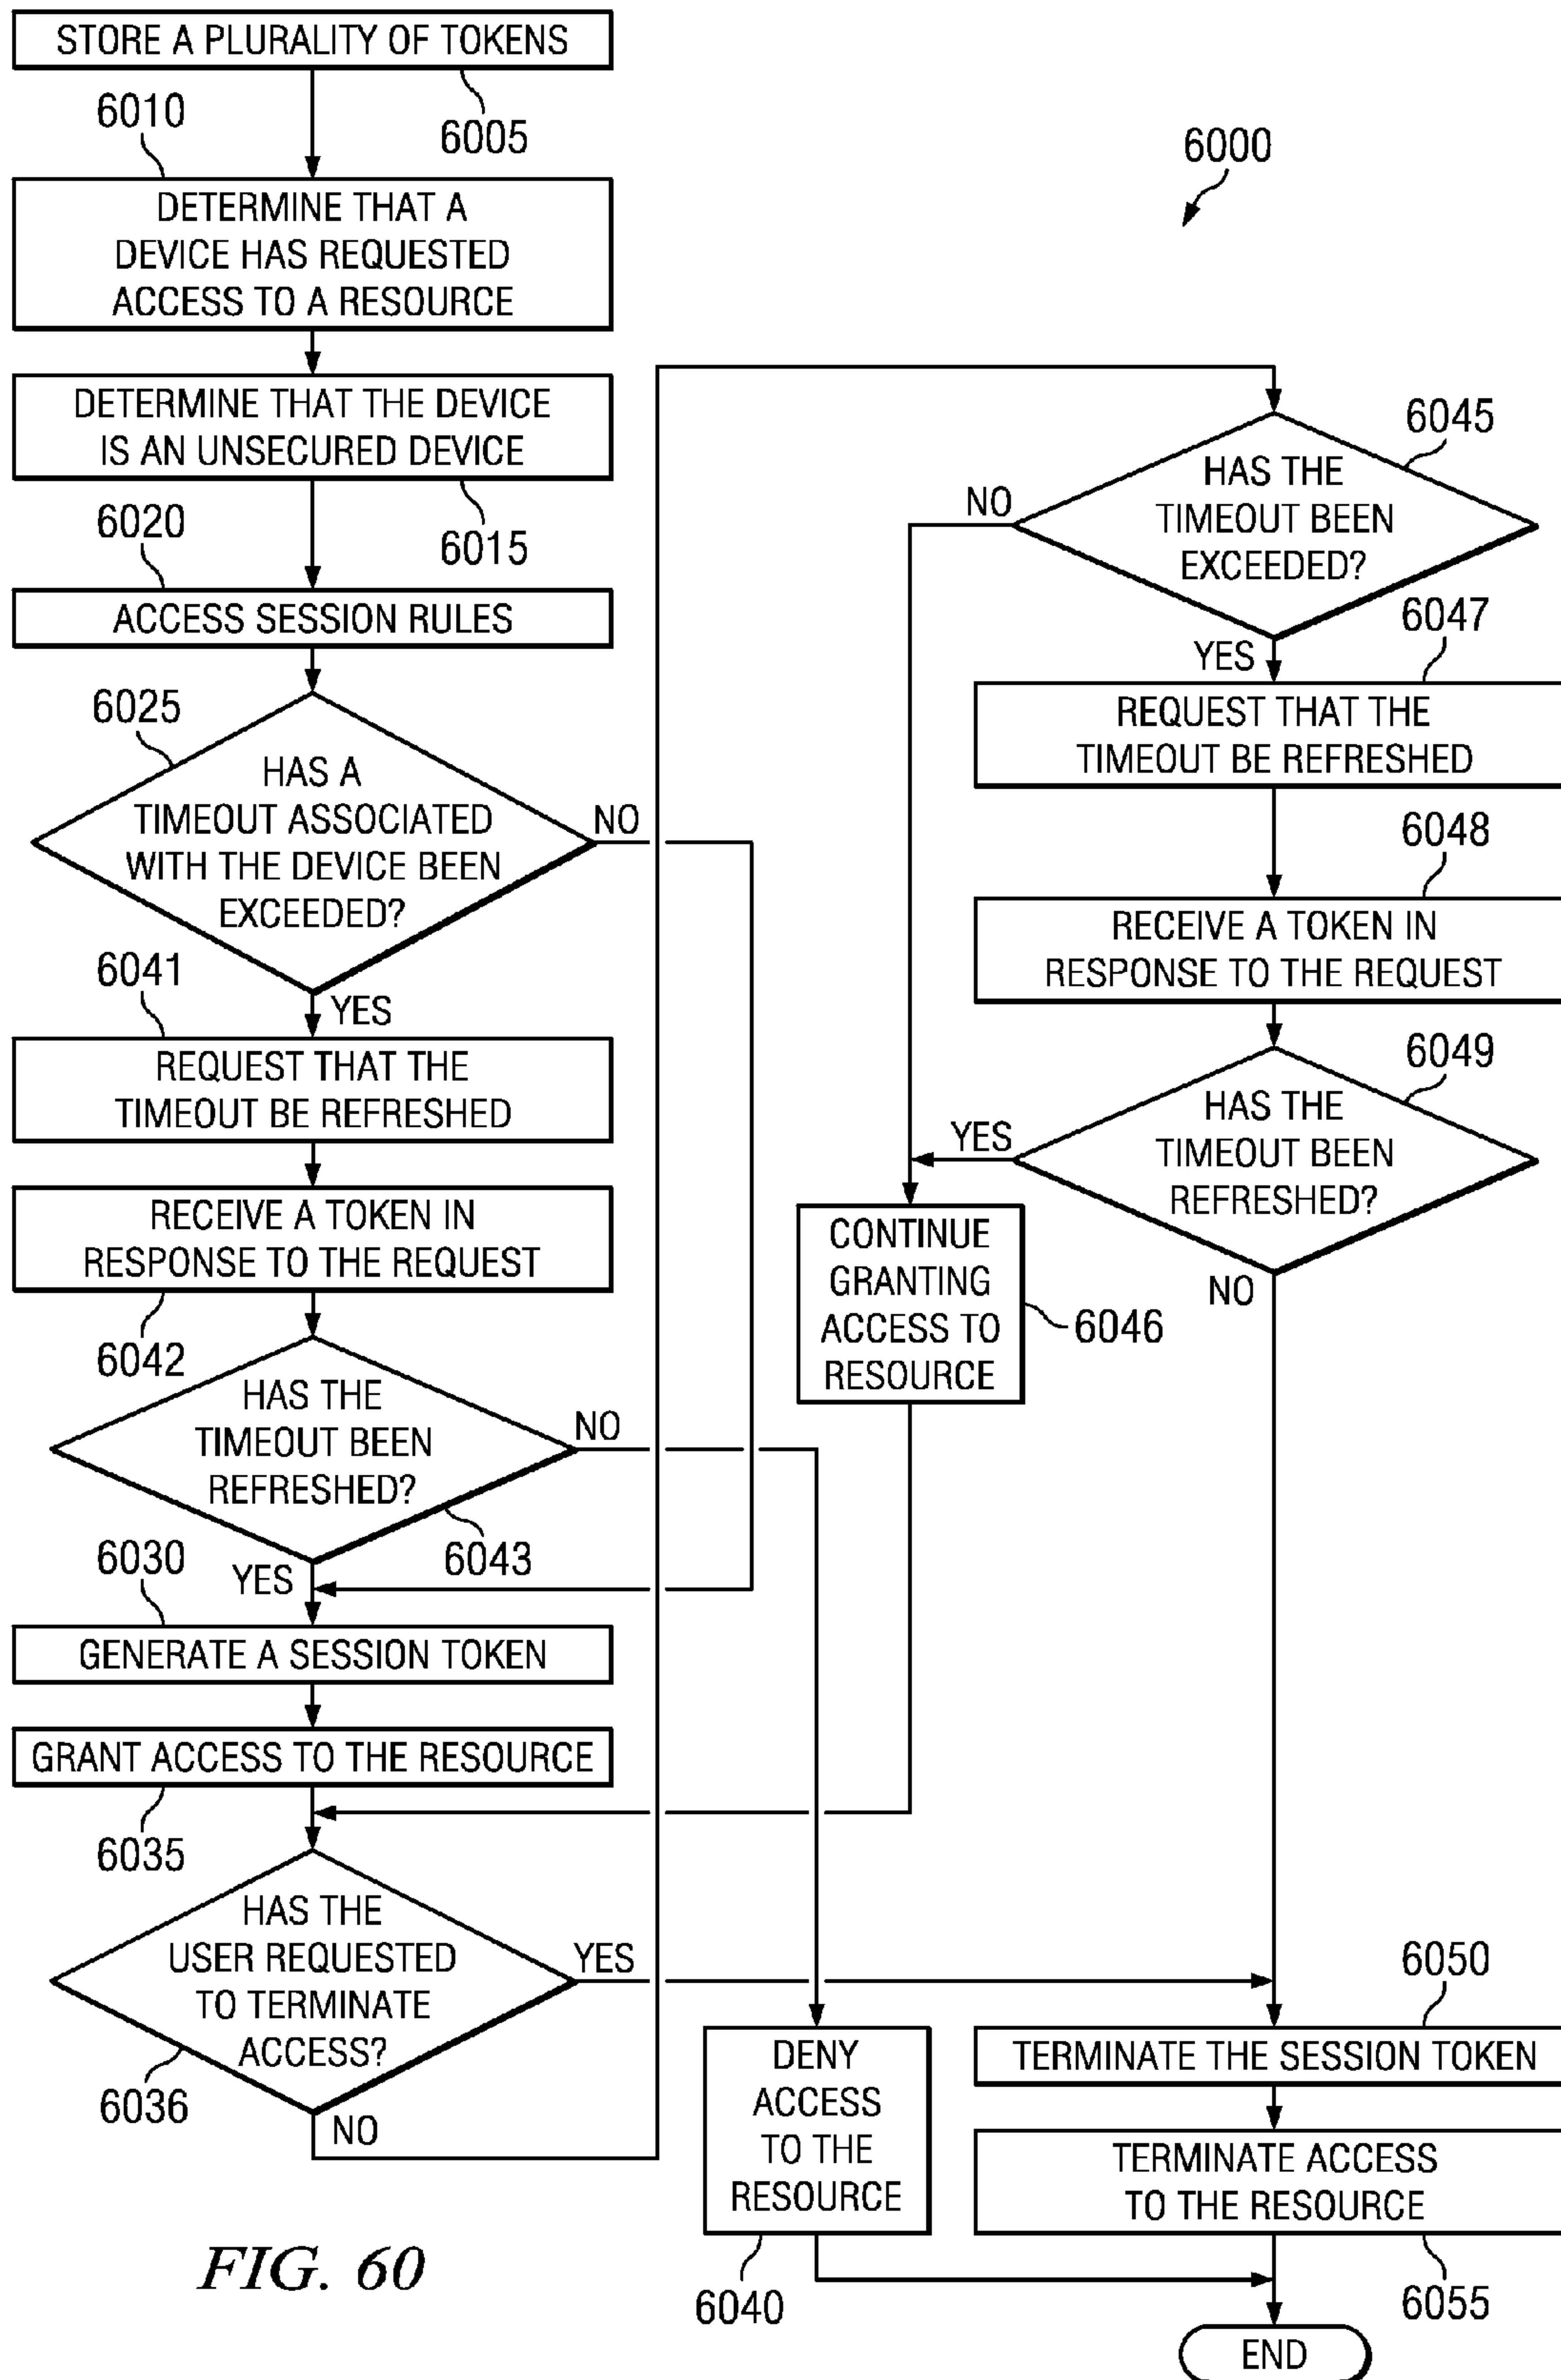 STORE A PLURALITY OF TOKENS
6005
6010
DETERMINE THAT A
DEVICE HAS REQUESTED
ACCESS TO A RESOURCE
DETERMINE THAT THE DEVICE
IS AN UNSECURED DEVICE
6015
6020
ACCESS SESSION RULES
6025
HAS A
TIMEOUT ASSOCIATED
WITH THE DEVICE BEEN
EXCEEDED?
NO
YES
6041
REQUEST THAT THE
TIMEOUT BE REFRESHED
RECEIVE A TOKEN IN
RESPONSE TO THE REQUEST
6042
HAS THE
TIMEOUT BEEN
REFRESHED?
NO
6043
YES
6030
GENERATE A SESSION TOKEN
GRANT ACCESS TO THE RESOURCE
6035
HAS THE
USER REQUESTED
TO TERMINATE
ACCESS?
YES
6036
NO
6000
6045
HAS THE
TIMEOUT BEEN
EXCEEDED?
NO
YES
6047
REQUEST THAT THE
TIMEOUT BE REFRESHED
6048
RECEIVE A TOKEN IN
RESPONSE TO THE REQUEST
6049
HAS THE
TIMEOUT BEEN
REFRESHED?
YES
NO
CONTINUE
GRANTING
ACCESS TO
RESOURCE
6046
DENY
ACCESS
TO THE
RESOURCE
6040
6050
TERMINATE THE SESSION TOKEN
TERMINATE ACCESS
TO THE RESOURCE
6055
END
FIG. 60